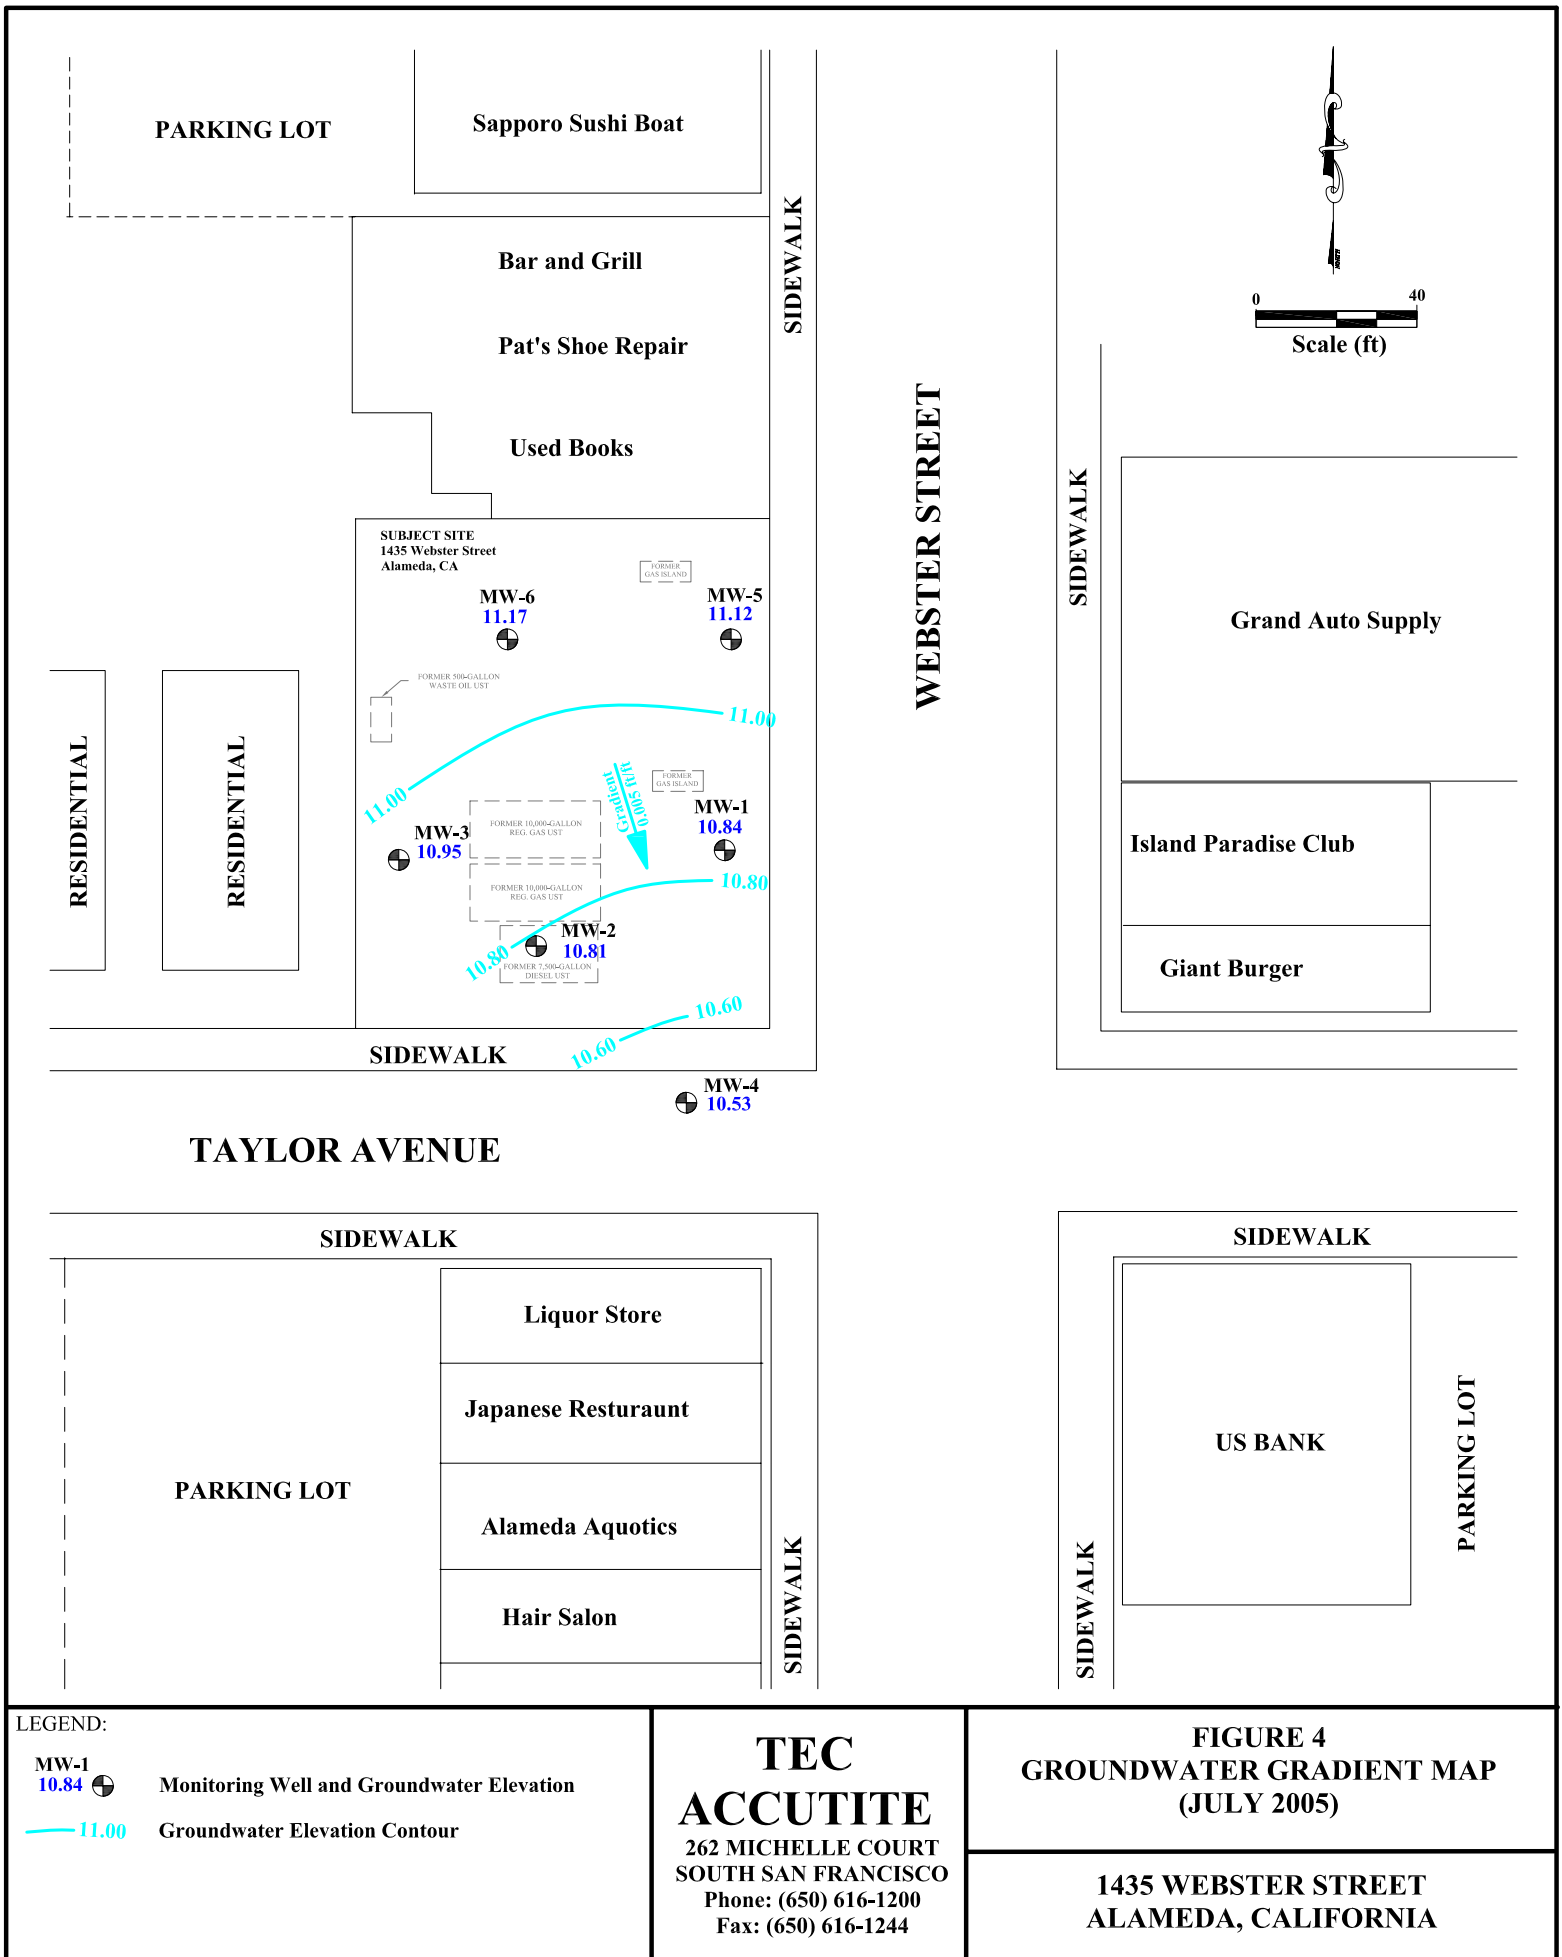 PARKING LOT
Sapporo Sushi Boat
Bar and Grill
Pat's Shoe Repair
Used Books
SIDEWALK
WEBSTER STREET
0
40
Scale (ft)
SIDEWALK
Grand Auto Supply
Island Paradise Club
Giant Burger
SUBJECT SITE
1435 Webster Street
Alameda, CA
FORMER
GAS ISLAND
MW-6
11.17
MW-5
11.12
FORMER 500-GALLON
WASTE OIL UST
11.00
11.00
Gradient
0.005 ft/ft
FORMER
GAS ISLAND
MW-1
10.84
MW-3
10.95
FORMER 10,000-GALLON
REG. GAS UST
FORMER 10,000-GALLON
REG. GAS UST
10.80
10.80
MW-2
10.81
FORMER 7,500-GALLON
DIESEL UST
10.60
10.60
RESIDENTIAL
RESIDENTIAL
SIDEWALK
MW-4
10.53
TAYLOR AVENUE
SIDEWALK
SIDEWALK
Liquor Store
Japanese Resturaunt
Alameda Aquotics
Hair Salon
PARKING LOT
SIDEWALK
SIDEWALK
US BANK
PARKING LOT
LEGEND:
MW-1
10.84
Monitoring Well and Groundwater Elevation
11.00
Groundwater Elevation Contour
TEC
ACCUTITE
262 MICHELLE COURT
SOUTH SAN FRANCISCO
Phone: (650) 616-1200
Fax: (650) 616-1244
FIGURE 4
GROUNDWATER GRADIENT MAP
(JULY 2005)
1435 WEBSTER STREET
ALAMEDA, CALIFORNIA